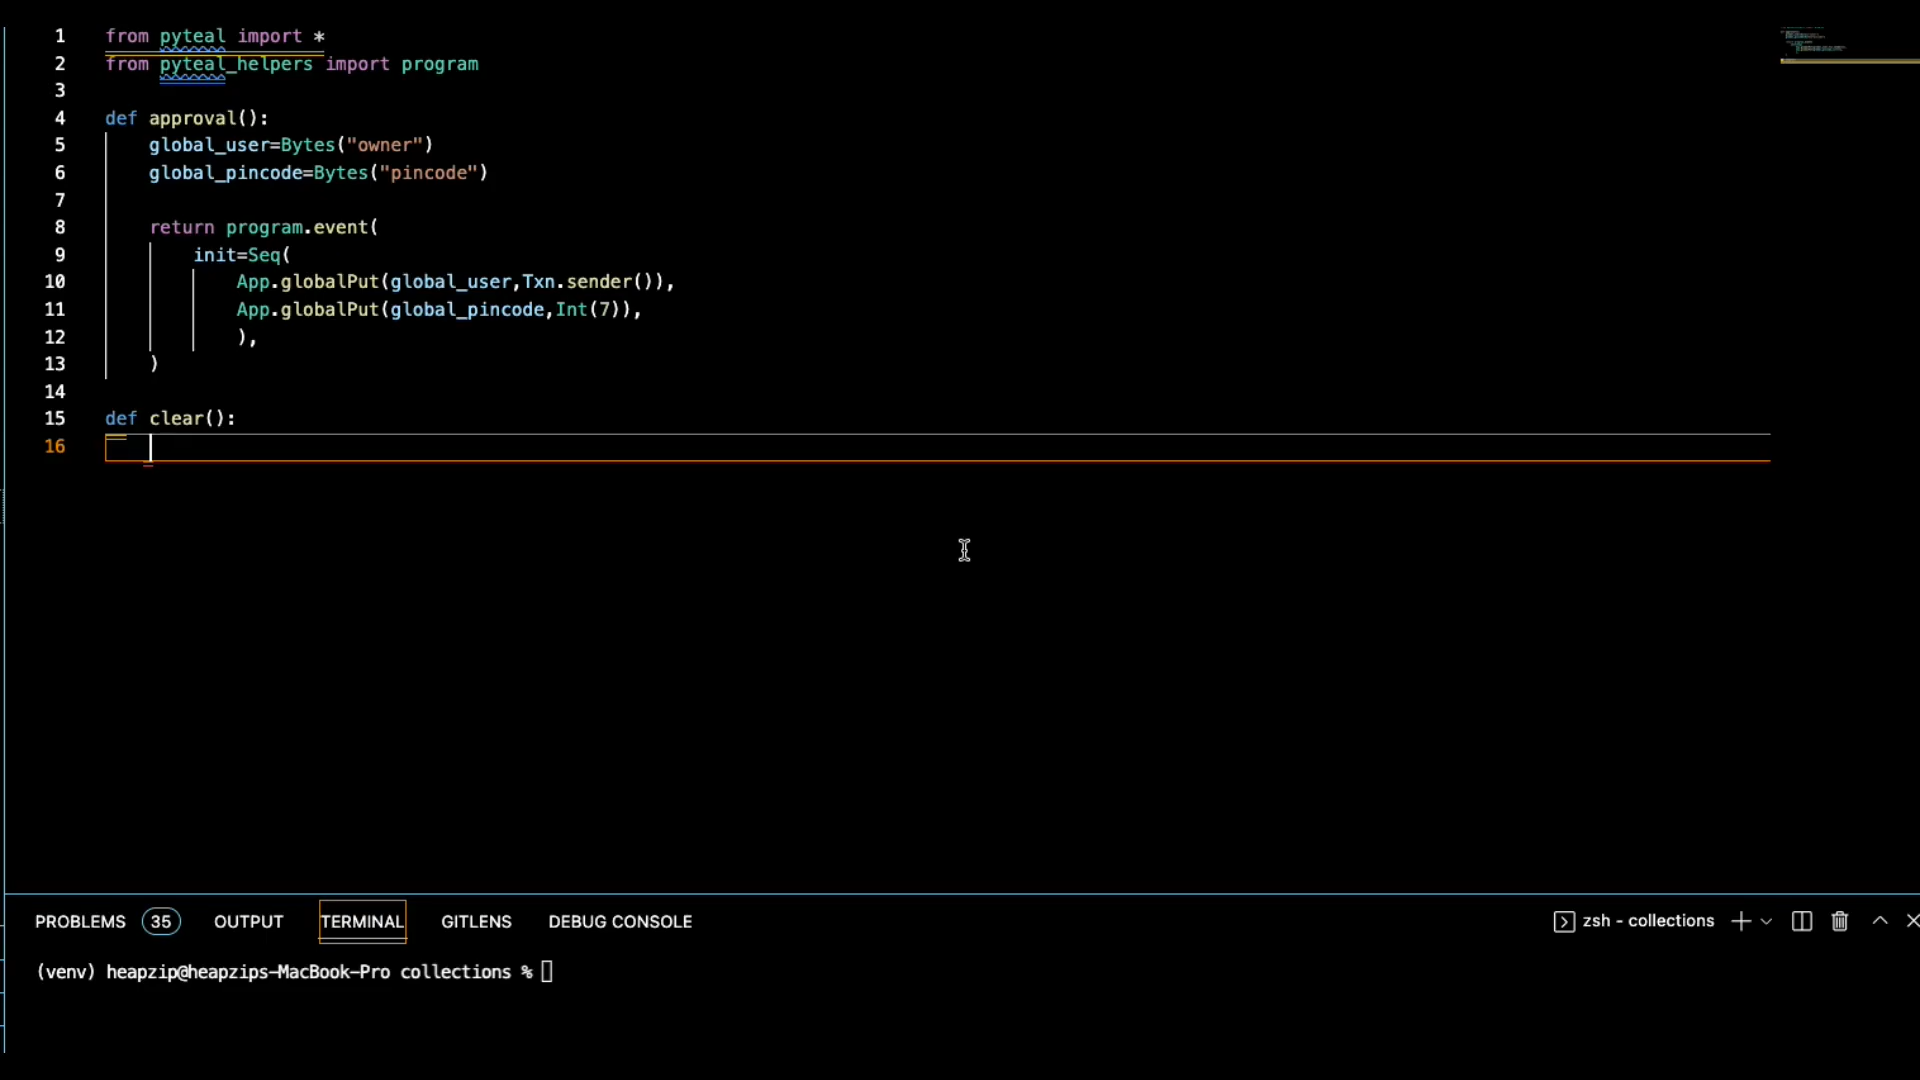 1 from pyteal import *
2 from pyteal_helpers import program
3
4 def approval():
5     global_user=Bytes("owner")
6     global_pincode=Bytes("pincode")
7
8     return program.event(
9         init=Seq(
10             App.globalPut(global_user,Txn.sender()),
11             App.globalPut(global_pincode,Int(7)),
12             ),
13     )
14
15 def clear():
16
PROBLEMS 35 OUTPUT TERMINAL GITLENS DEBUG CONSOLE zsh - collections
(venv) heapzip@heapzips-MacBook-Pro collections %